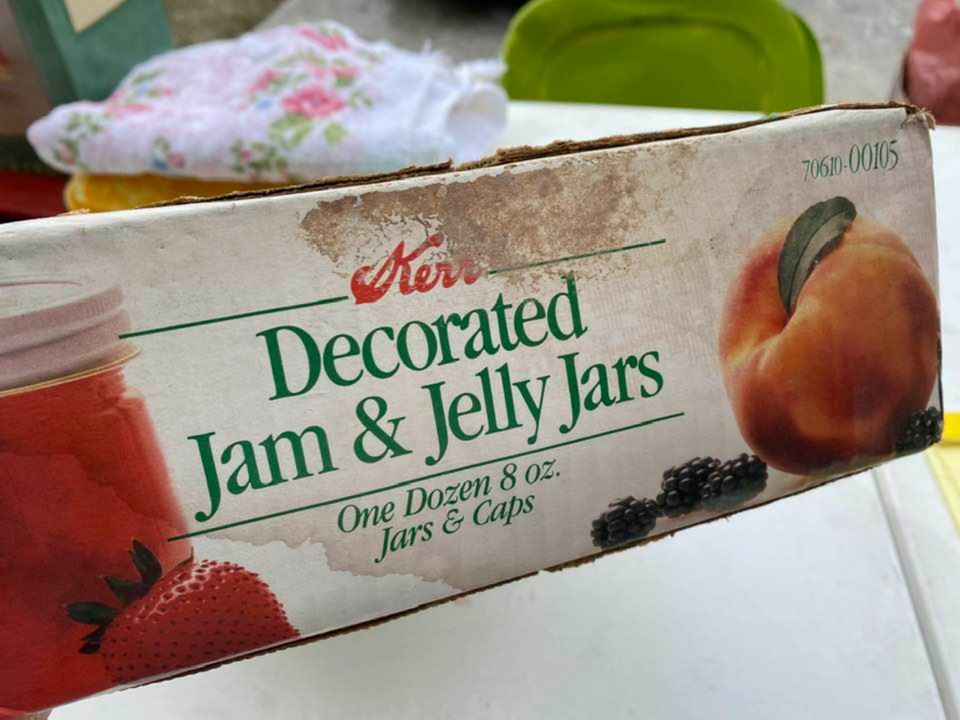 70610-00105
Kerr
Decorated
Jam & Jelly Jars
One Dozen 8 oz.
Jars & Caps